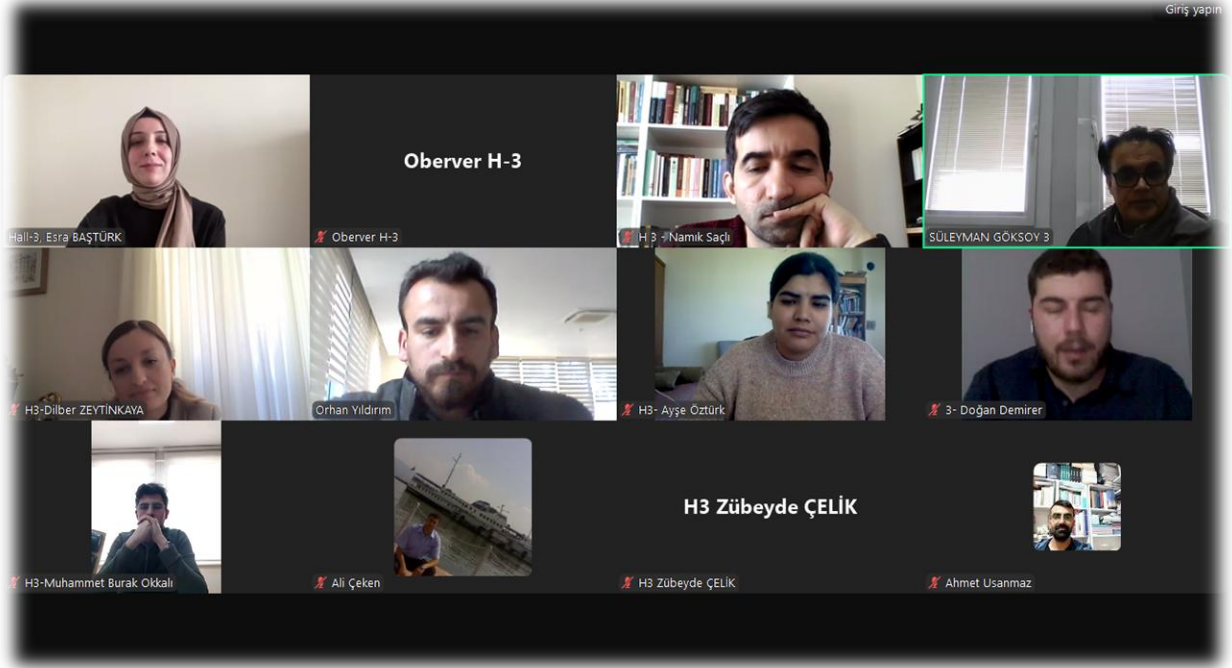 Giriş yapın
Hall-3, Esra BAŞTÜRK
Oberver H-3
Oberver H-3
H 3 - Namık Saçlı
SÜLEYMAN GÖKSOY 3
H3-Dilber ZEYTİNKAYA
Orhan Yıldırım
H3- Ayşe Öztürk
3- Doğan Demirer
H3-Muhammet Burak Okkalı
Ali Çeken
H3 Zübeyde ÇELİK
H3 Zübeyde ÇELİK
Ahmet Usanmaz